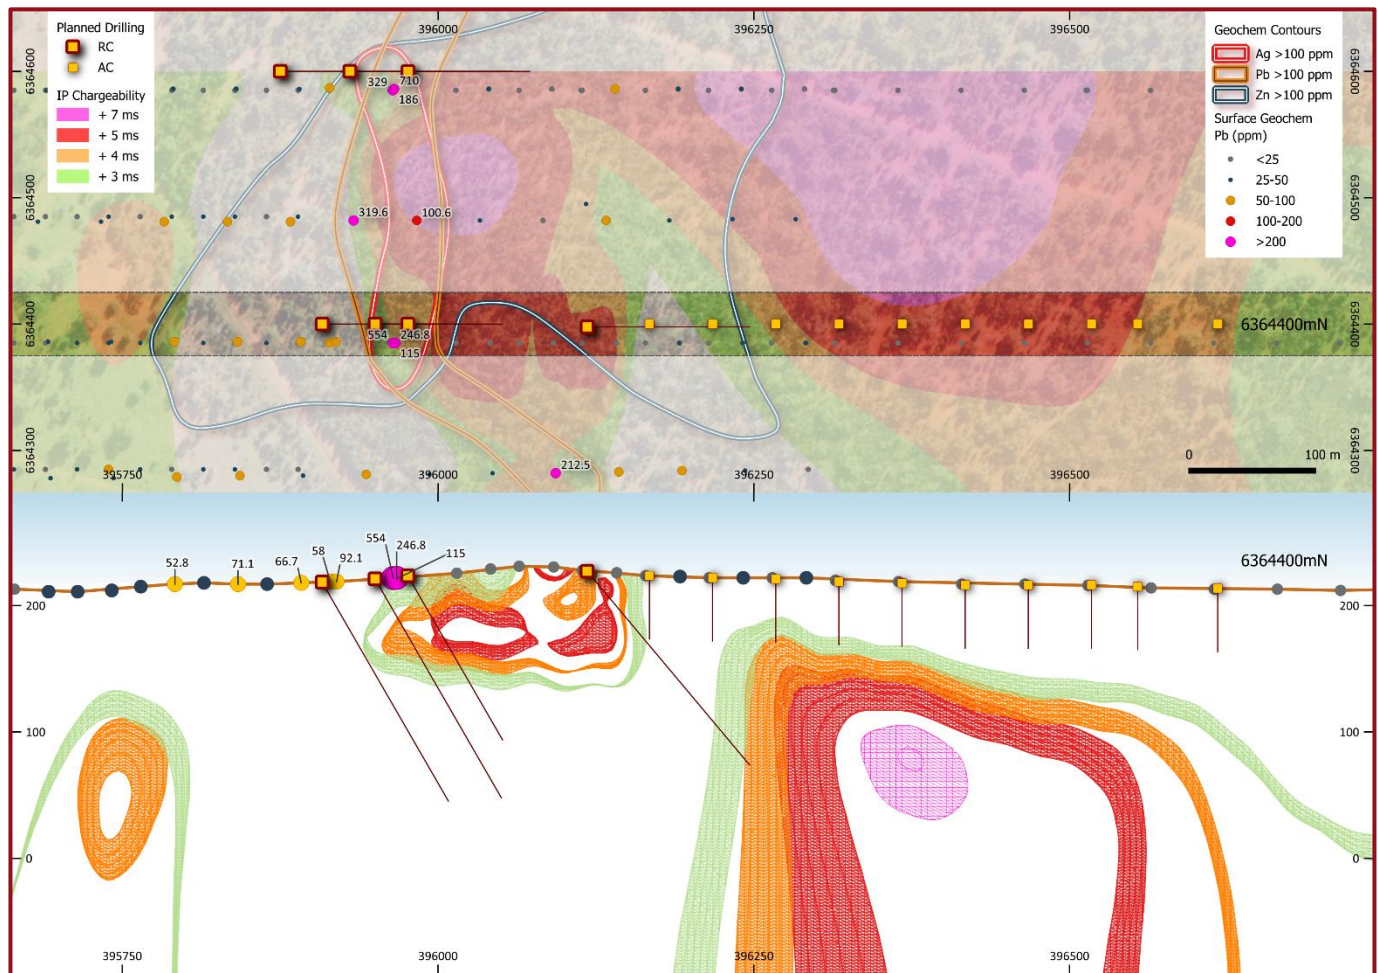 Planned Drilling
RC
AC
IP Chargeability
+ 7 ms
+ 5 ms
+ 4 ms
+ 3 ms
396000
396250
396500
Geochem Contours
Ag >100 ppm
Pb >100 ppm
Zn >100 ppm
Surface Geochem
Pb (ppm)
<25
25-50
50-100
100-200
>200
6364600
6364600
329
710
186
6364500
6364500
319.6
100.6
6364400
6364400
554
246.8
115
6364400mN
6364300
6364300
212.5
0
100 m
395750
396000
396250
396500
52.8
71.1
66.7
58
92.1
554
246.8
115
6364400mN
200
200
100
100
0
0
395750
396000
396250
396500